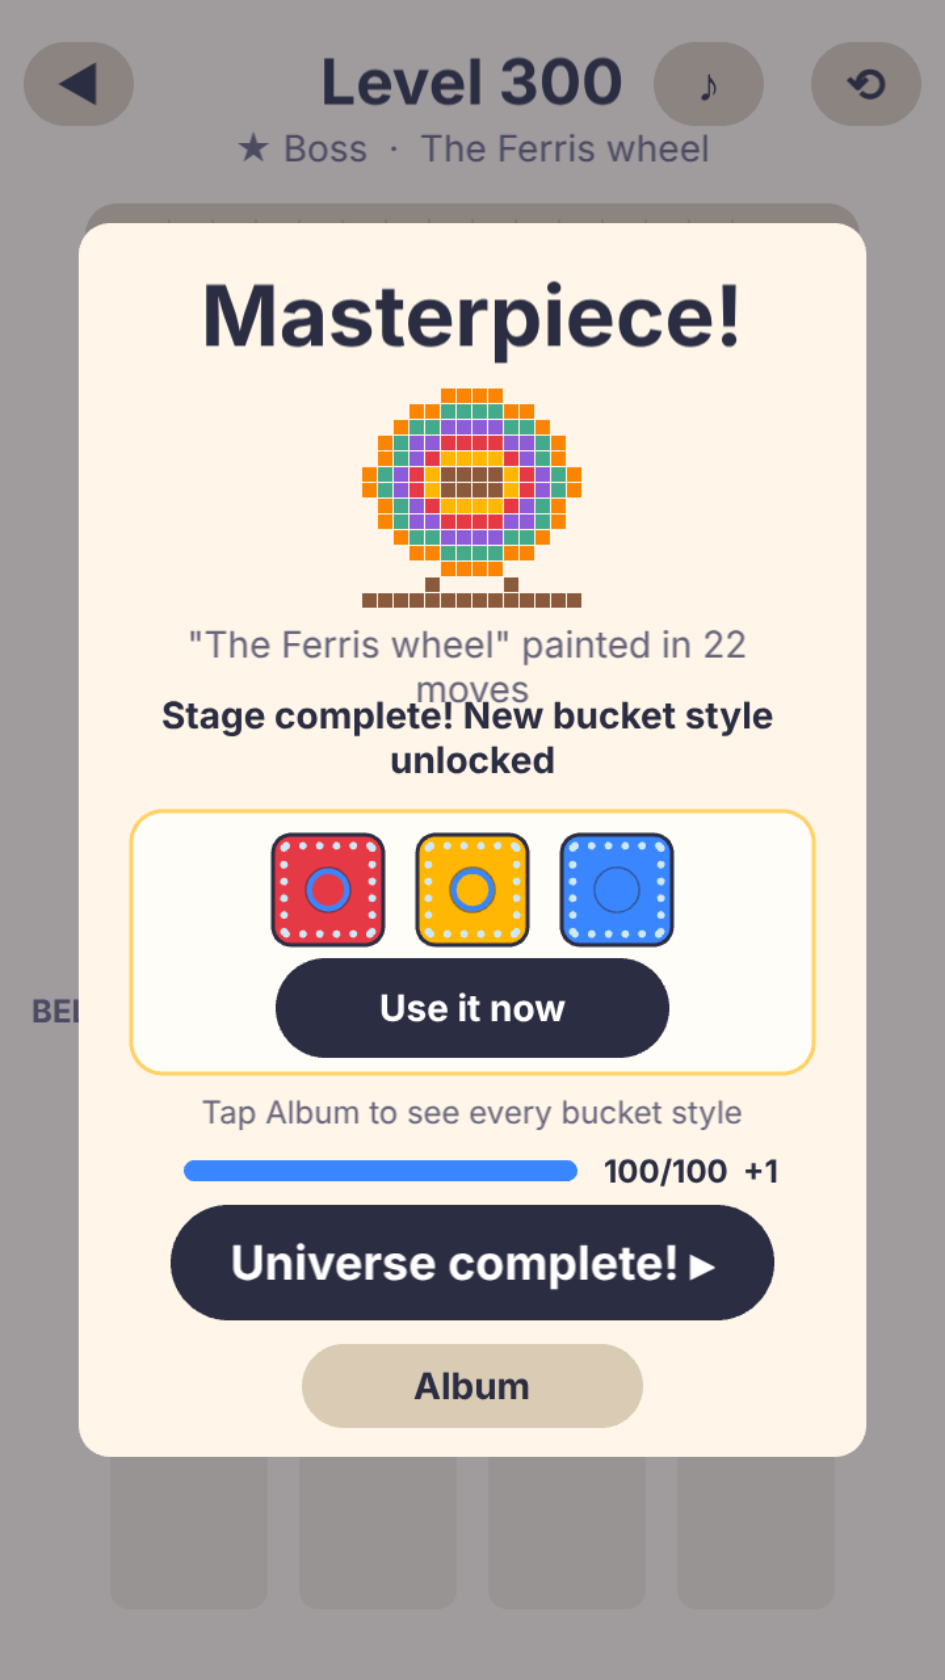 Level 300
★ Boss · The Ferris wheel
Masterpiece!
"The Ferris wheel" painted in 22
moves
Stage complete! New bucket style
unlocked
Use it now
BEL
Tap Album to see every bucket style
100/100 +1
Universe complete! ▸
Album